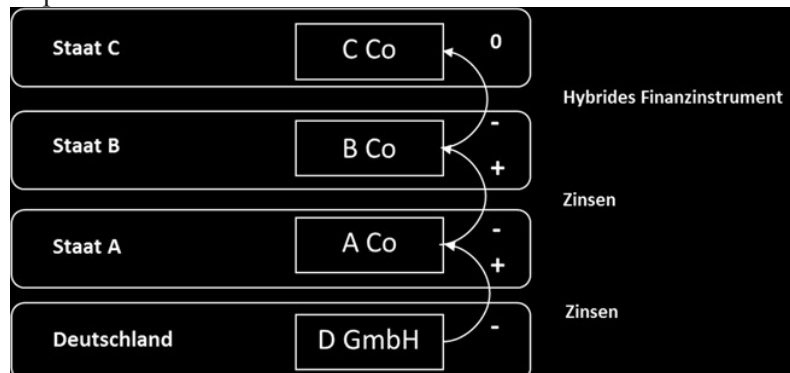 Staat C
C Co
0
Hybrides Finanzinstrument
-
Staat B
B Co
+
Zinsen
-
Staat A
A Co
+
Zinsen
-
Deutschland
D GmbH